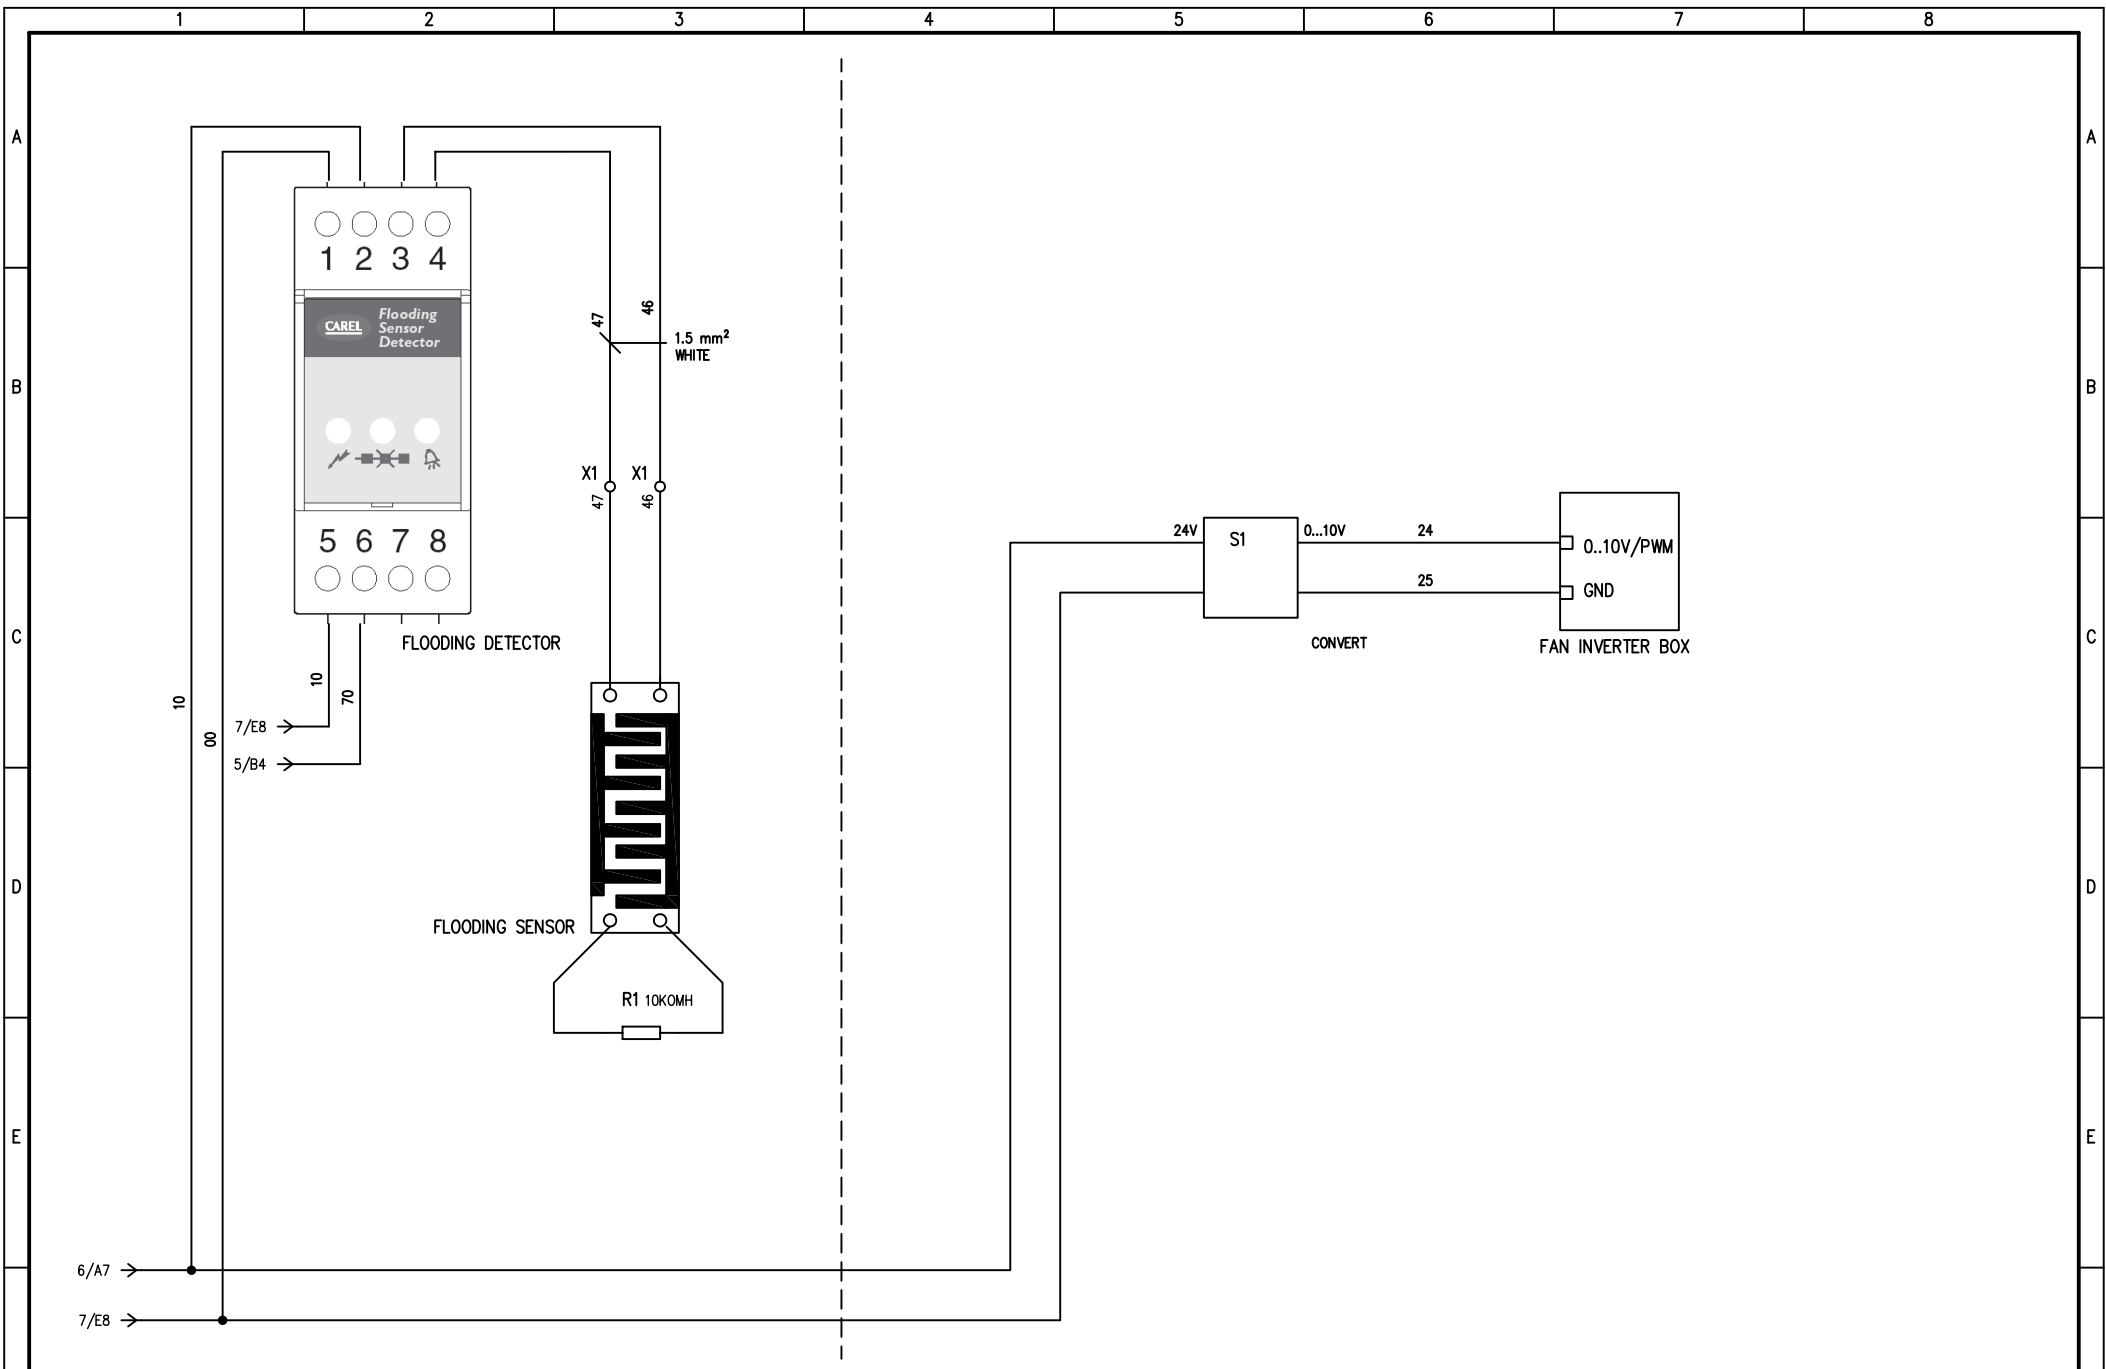 1 2 3 4 5 6 7 8
A A
1 2 3 4
CAREL
Flooding
Sensor
Detector
47
46
1.5 mm²
WHITE
B B
X1 X1
47
46
5 6 7 8
FLOODING DETECTOR
24V
S1
0...10V
24
25
0..10V/PWM
GND
CONVERT
FAN INVERTER BOX
C C
10
00
10
70
7/E8
5/B4
D D
FLOODING SENSOR
R1 10KOMH
E E
6/A7
7/E8